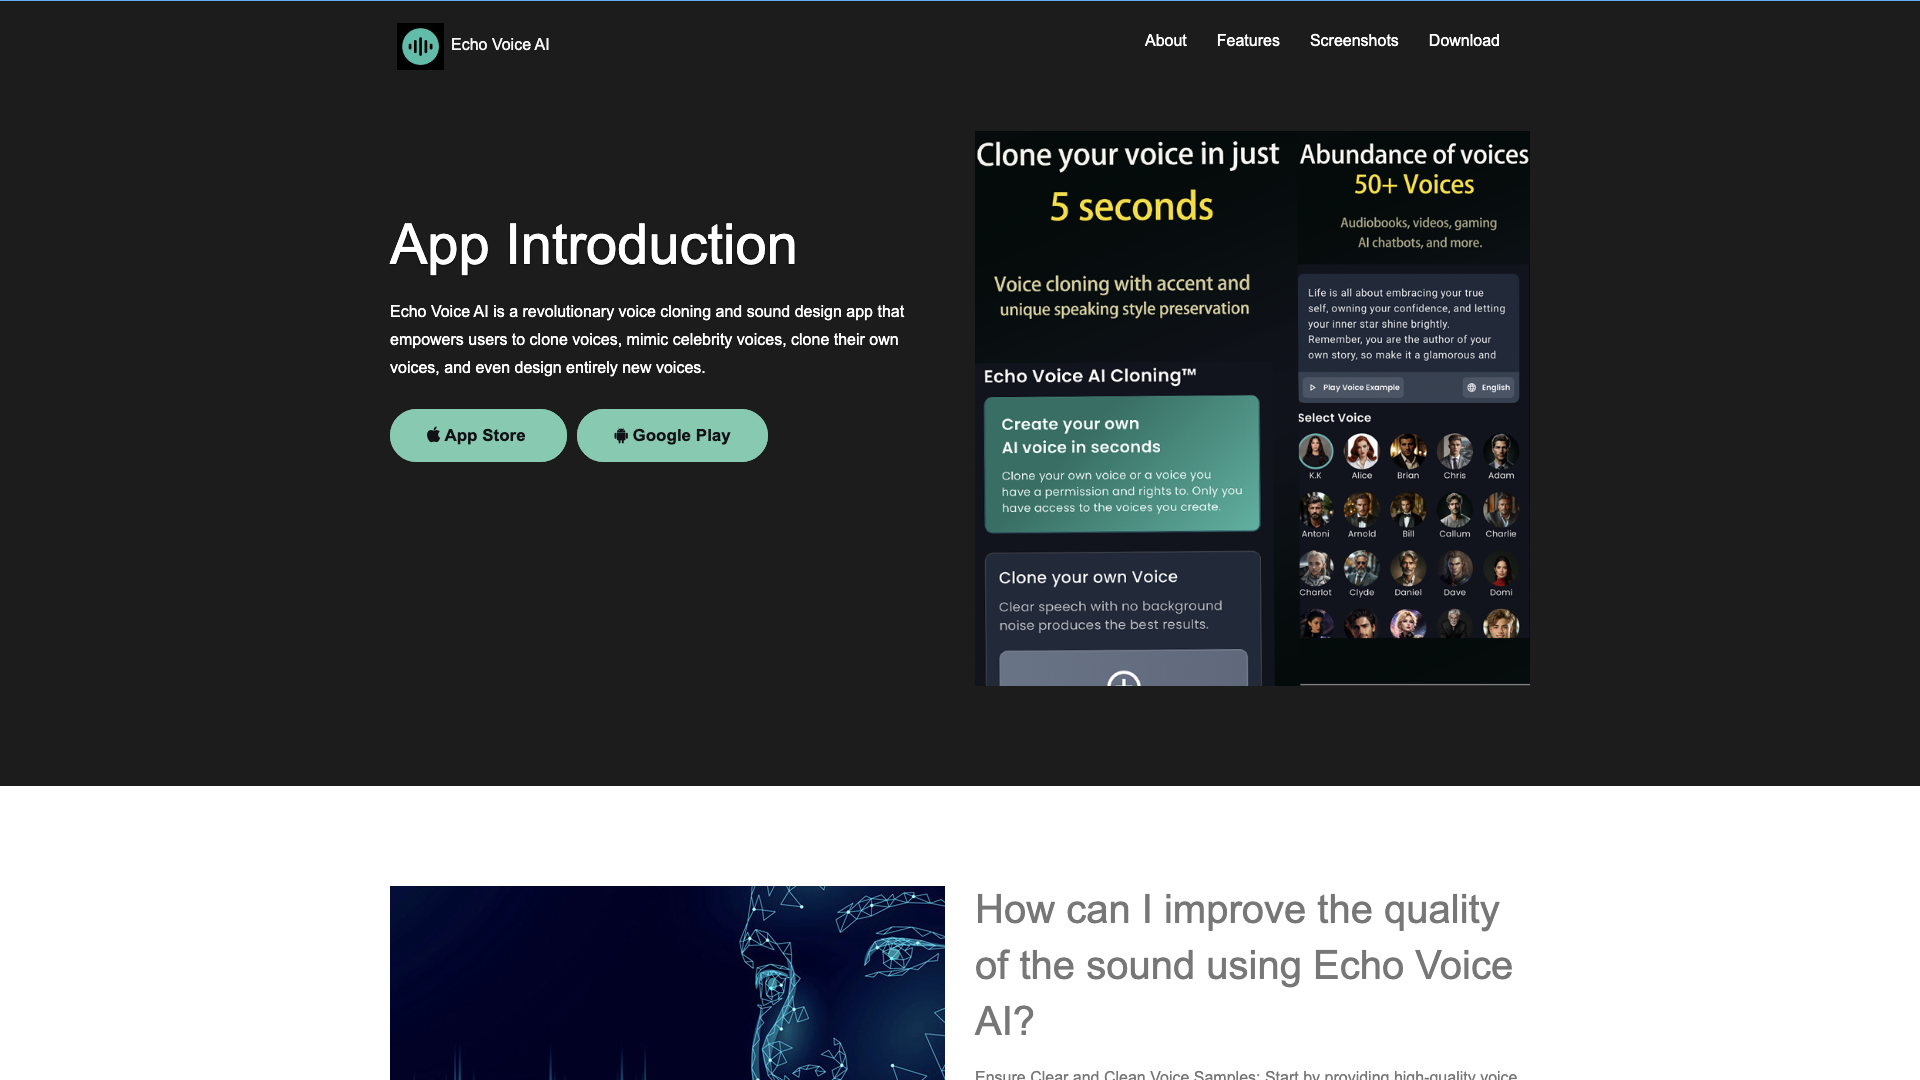 Echo Voice AI
About
Features
Screenshots
Download
App Introduction
Echo Voice AI is a revolutionary voice cloning and sound design app that
empowers users to clone voices, mimic celebrity voices, clone their own
voices, and even design entirely new voices.
App Store
Google Play
Clone your voice in just
5 seconds
Voice cloning with accent and
unique speaking style preservation
Echo Voice AI Cloning™
Create your own
AI voice in seconds
Clone your own voice or a voice you
have a permission and rights to. Only you
have access to the voices you create.
Clone your own Voice
Clear speech with no background
noise produces the best results.
Abundance of voices
50+ Voices
Audiobooks, videos, gaming
AI chatbots, and more.
Life is all about embracing your true
self, owning your confidence, and letting
your inner star shine brightly.
Remember, you are the author of your
own story, so make it a glamorous and
Play Voice Example
English
Select Voice
K.K Alice Brian Chris Adam
Antoni Arnold Bill Callum Charlie
Charlot Clyde Daniel Dave Domi
How can I improve the quality
of the sound using Echo Voice
AI?
Ensure Clear and Clean Voice Samples: Start by providing high-quality voice